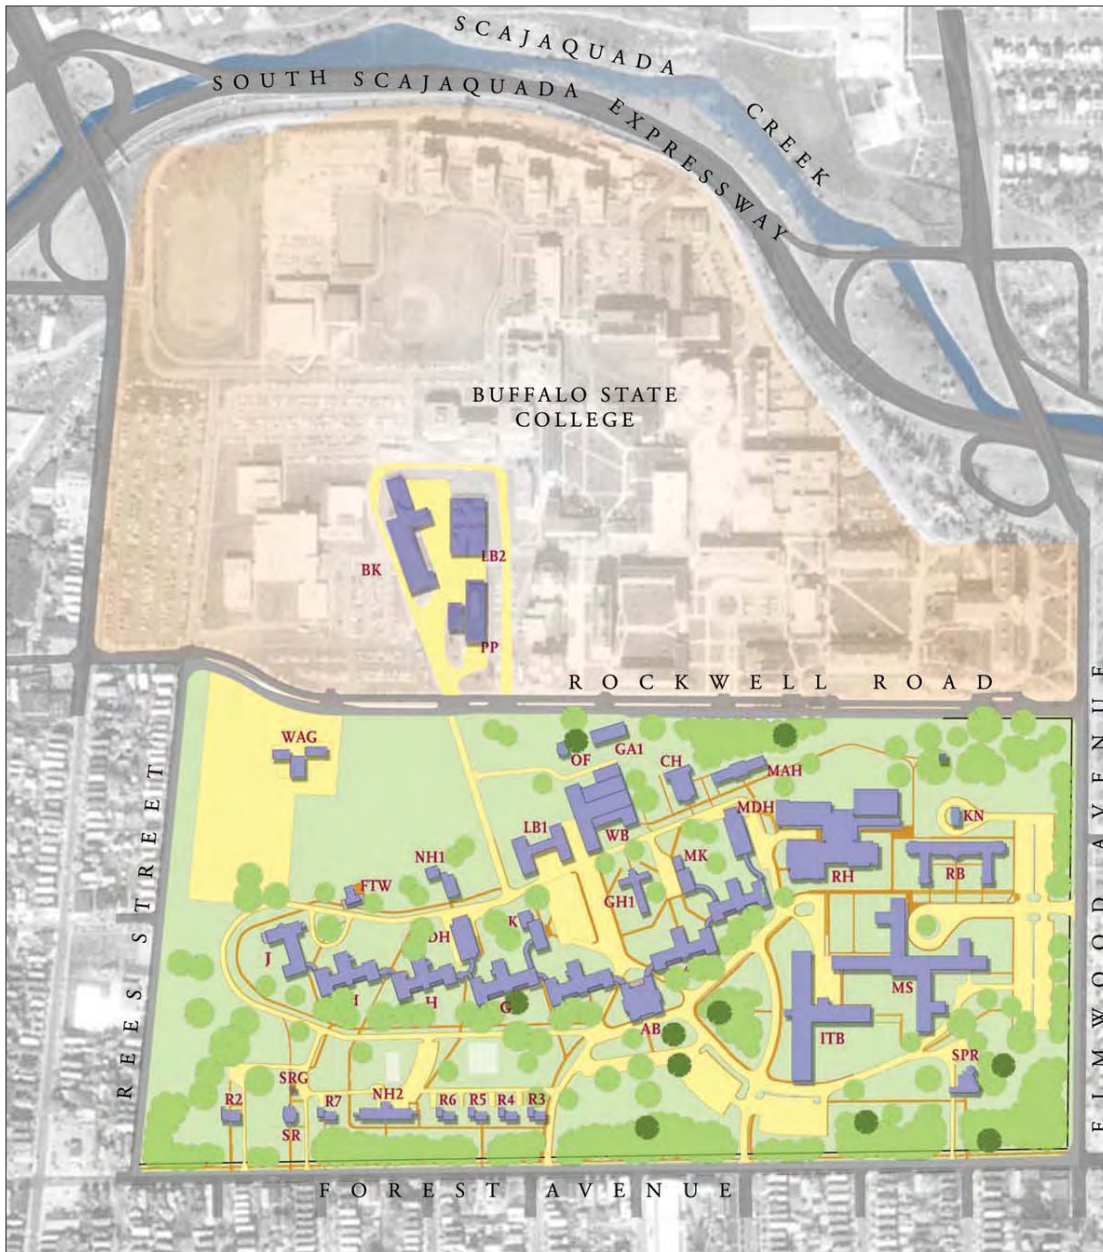 SCAJAQUADA
CREEK
SOUTH SCAJAQUADA EXPRESSWAY
BUFFALO STATE
COLLEGE
BK
LB2
PP
ROCKWELL ROAD
WAG
OF
GA1
CH
MAH
MDH
KN
LB1
WB
NH1
MK
RH
RB
FTW
GH1
DH
K
J
I
H
G
AB
MS
ITB
SPR
SRG
R2
SR
R7
NH2
R6
R5
R4
R3
REES STREET
ELMWOOD AVENUE
FOREST AVENUE